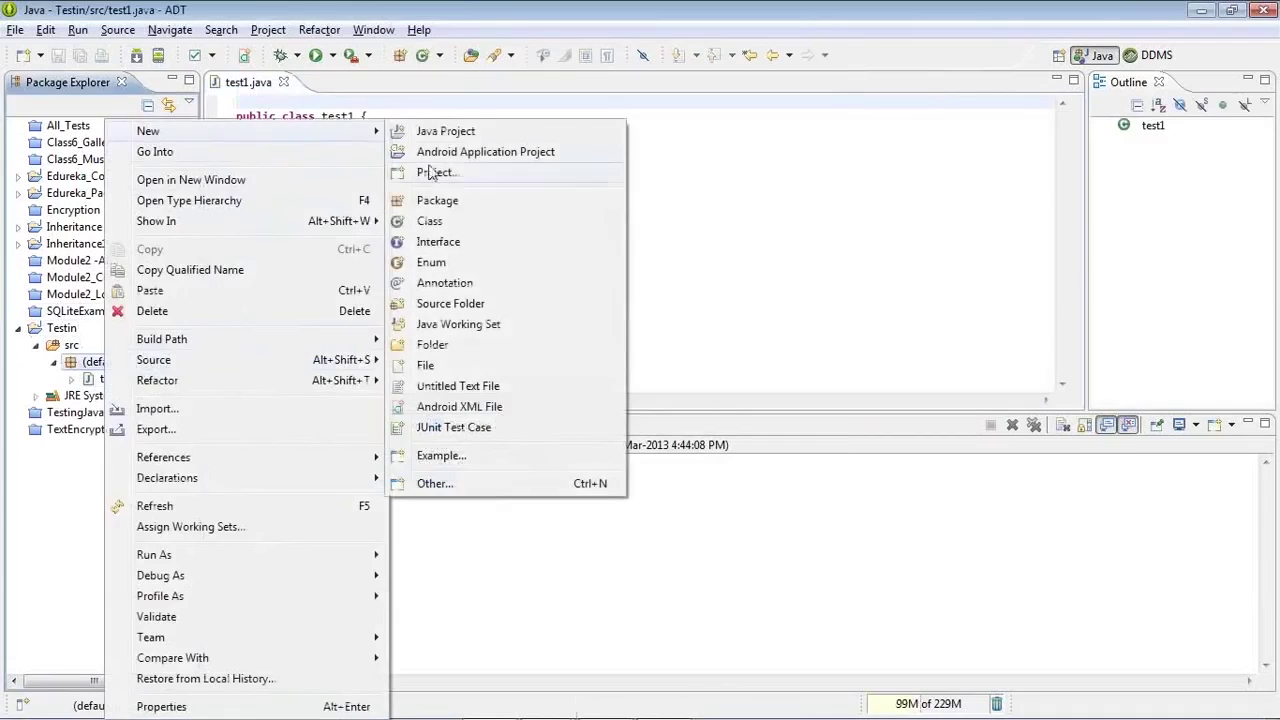 Java - Testin/src/test1.java - ADT
File Edit Run Source Navigate Search Project Refactor Window Help
Java DDMS
Package Explorer
test1.java
Outline
All_Tests
Class6_Gall
Class6_Mus
Edureka_Co
Edureka_Pa
Encryption
Inheritance
Inheritance
Module2 -A
Module2_C
Module2_Lo
SQLiteExam
Testin
src
(defa
t
JRE Syst
TestingJava
TextEncrypt
public class test1 {
test1
New
Go Into
Open in New Window
Open Type Hierarchy F4
Show In Alt+Shift+W
Copy Ctrl+C
Copy Qualified Name
Paste Ctrl+V
Delete Delete
Build Path
Source Alt+Shift+S
Refactor Alt+Shift+T
Import...
Export...
References
Declarations
Refresh F5
Assign Working Sets...
Run As
Debug As
Profile As
Validate
Team
Compare With
Restore from Local History...
Properties Alt+Enter
Java Project
Android Application Project
Project...
Package
Class
Interface
Enum
Annotation
Source Folder
Java Working Set
Folder
File
Untitled Text File
Android XML File
JUnit Test Case
Example...
Other... Ctrl+N
Mar-2013 4:44:08 PM)
(defau
99M of 229M